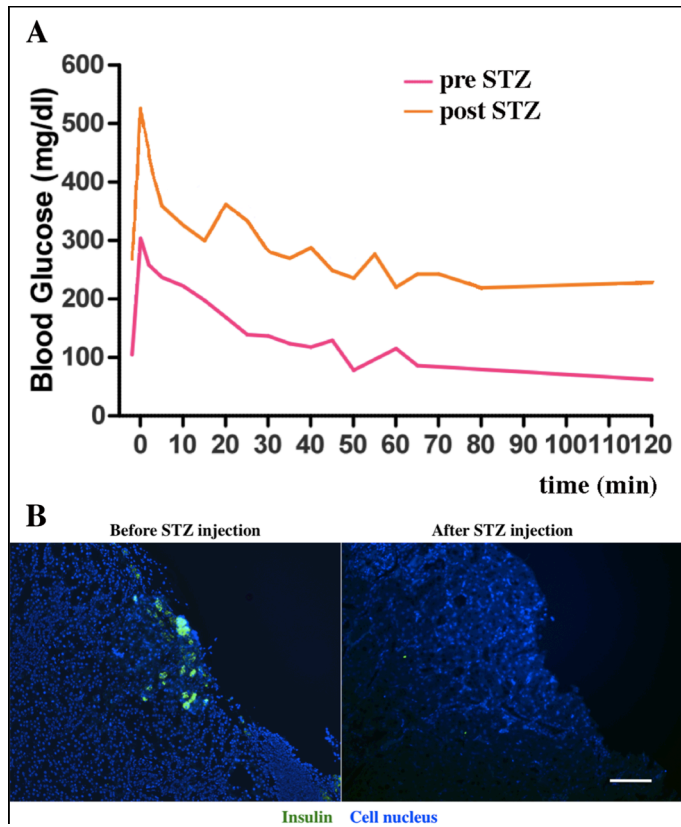 A
600
500
400
300
200
100
0
Blood Glucose (mg/dl)
pre STZ
post STZ
0 10 20 30 40 50 60 70 80 90 100110120
time (min)
B
Before STZ injection
After STZ injection
Insulin Cell nucleus